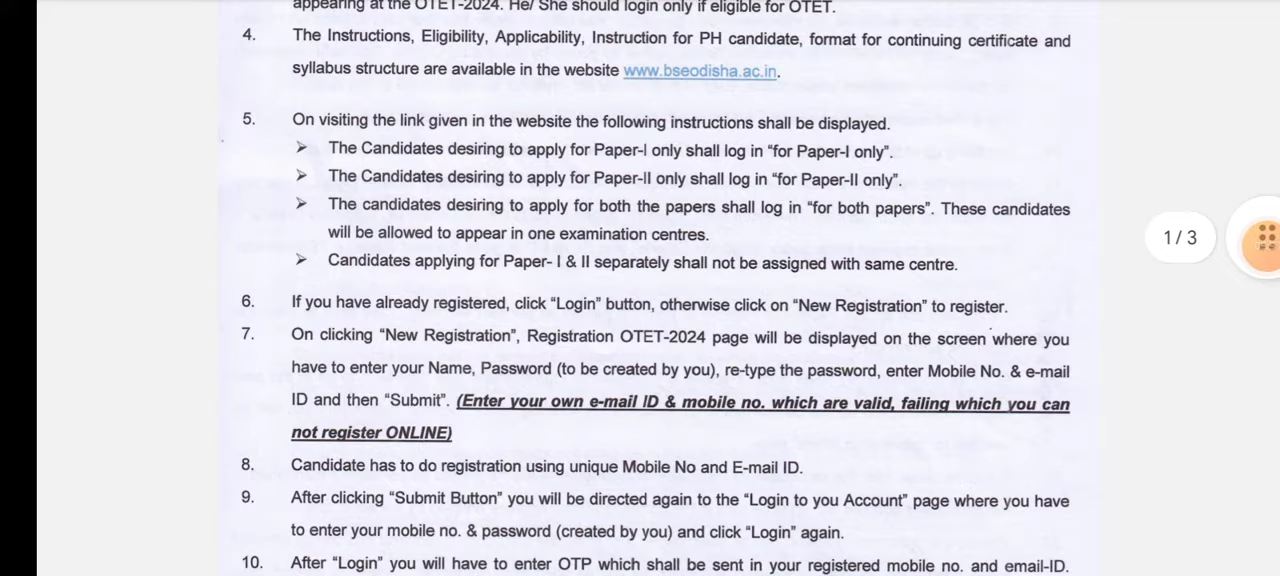 appearing at the OTET-2024. He/ She should login only if eligible for OTET.
4. The Instructions, Eligibility, Applicability, Instruction for PH candidate, format for continuing certificate and
syllabus structure are available in the website www.bseodisha.ac.in.
5. On visiting the link given in the website the following instructions shall be displayed.
➤ The Candidates desiring to apply for Paper-I only shall log in “for Paper-I only”.
➤ The Candidates desiring to apply for Paper-II only shall log in “for Paper-II only”.
➤ The candidates desiring to apply for both the papers shall log in “for both papers”. These candidates
will be allowed to appear in one examination centres.
➤ Candidates applying for Paper- I & II separately shall not be assigned with same centre.
1 / 3
6. If you have already registered, click “Login” button, otherwise click on “New Registration” to register.
7. On clicking “New Registration”, Registration OTET-2024 page will be displayed on the screen where you
have to enter your Name, Password (to be created by you), re-type the password, enter Mobile No. & e-mail
ID and then “Submit”. (Enter your own e-mail ID & mobile no. which are valid, failing which you can
not register ONLINE)
8. Candidate has to do registration using unique Mobile No and E-mail ID.
9. After clicking “Submit Button” you will be directed again to the “Login to you Account” page where you have
to enter your mobile no. & password (created by you) and click “Login” again.
10. After “Login” you will have to enter OTP which shall be sent in your registered mobile no. and email-ID.